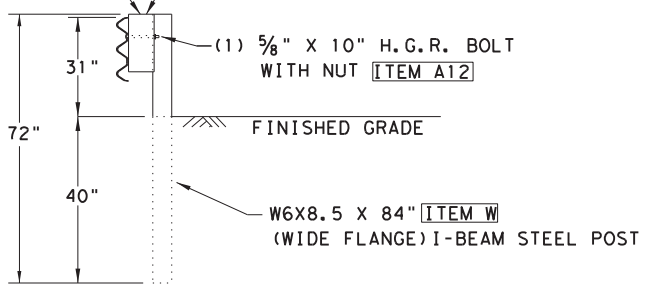 (1) ⅝" X 10" H.G.R. BOLT
WITH NUT ITEM A12
31"
72"
FINISHED GRADE
40"
W6X8.5 X 84" ITEM W
(WIDE FLANGE) I-BEAM STEEL POST